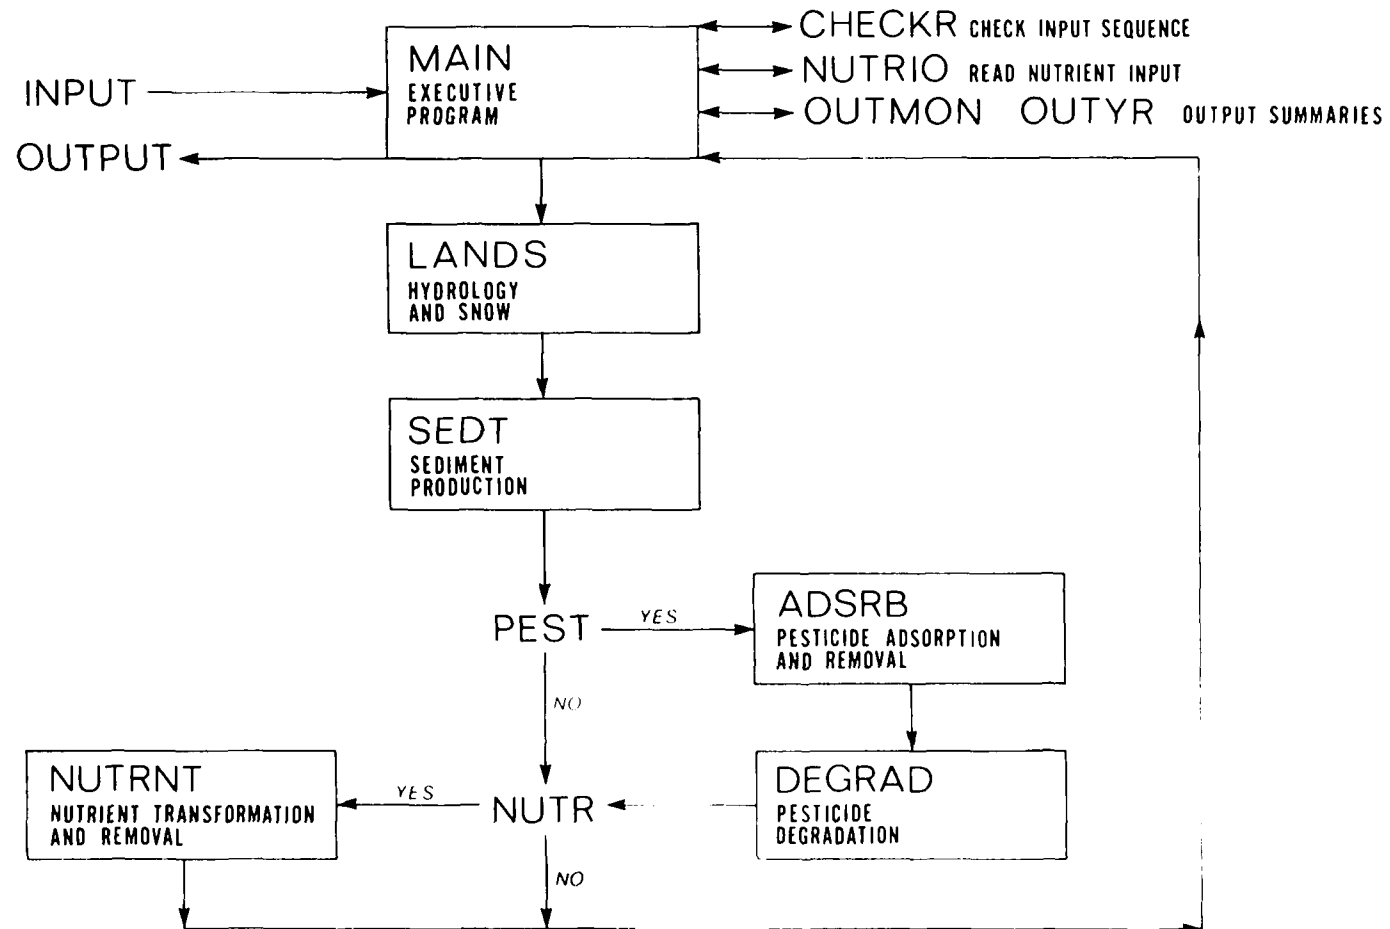 MAIN
EXECUTIVE
PROGRAM
INPUT
OUTPUT
CHECKR CHECK INPUT SEQUENCE
NUTRIO READ NUTRIENT INPUT
OUTMON OUTYR OUTPUT SUMMARIES
LANDS
HYDROLOGY
AND SNOW
SEDT
SEDIMENT
PRODUCTION
PEST
YES
ADSRB
PESTICIDE ADSORPTION
AND REMOVAL
NO
NUTRNT
NUTRIENT TRANSFORMATION
AND REMOVAL
YES
NUTR
DEGRAD
PESTICIDE
DEGRADATION
NO